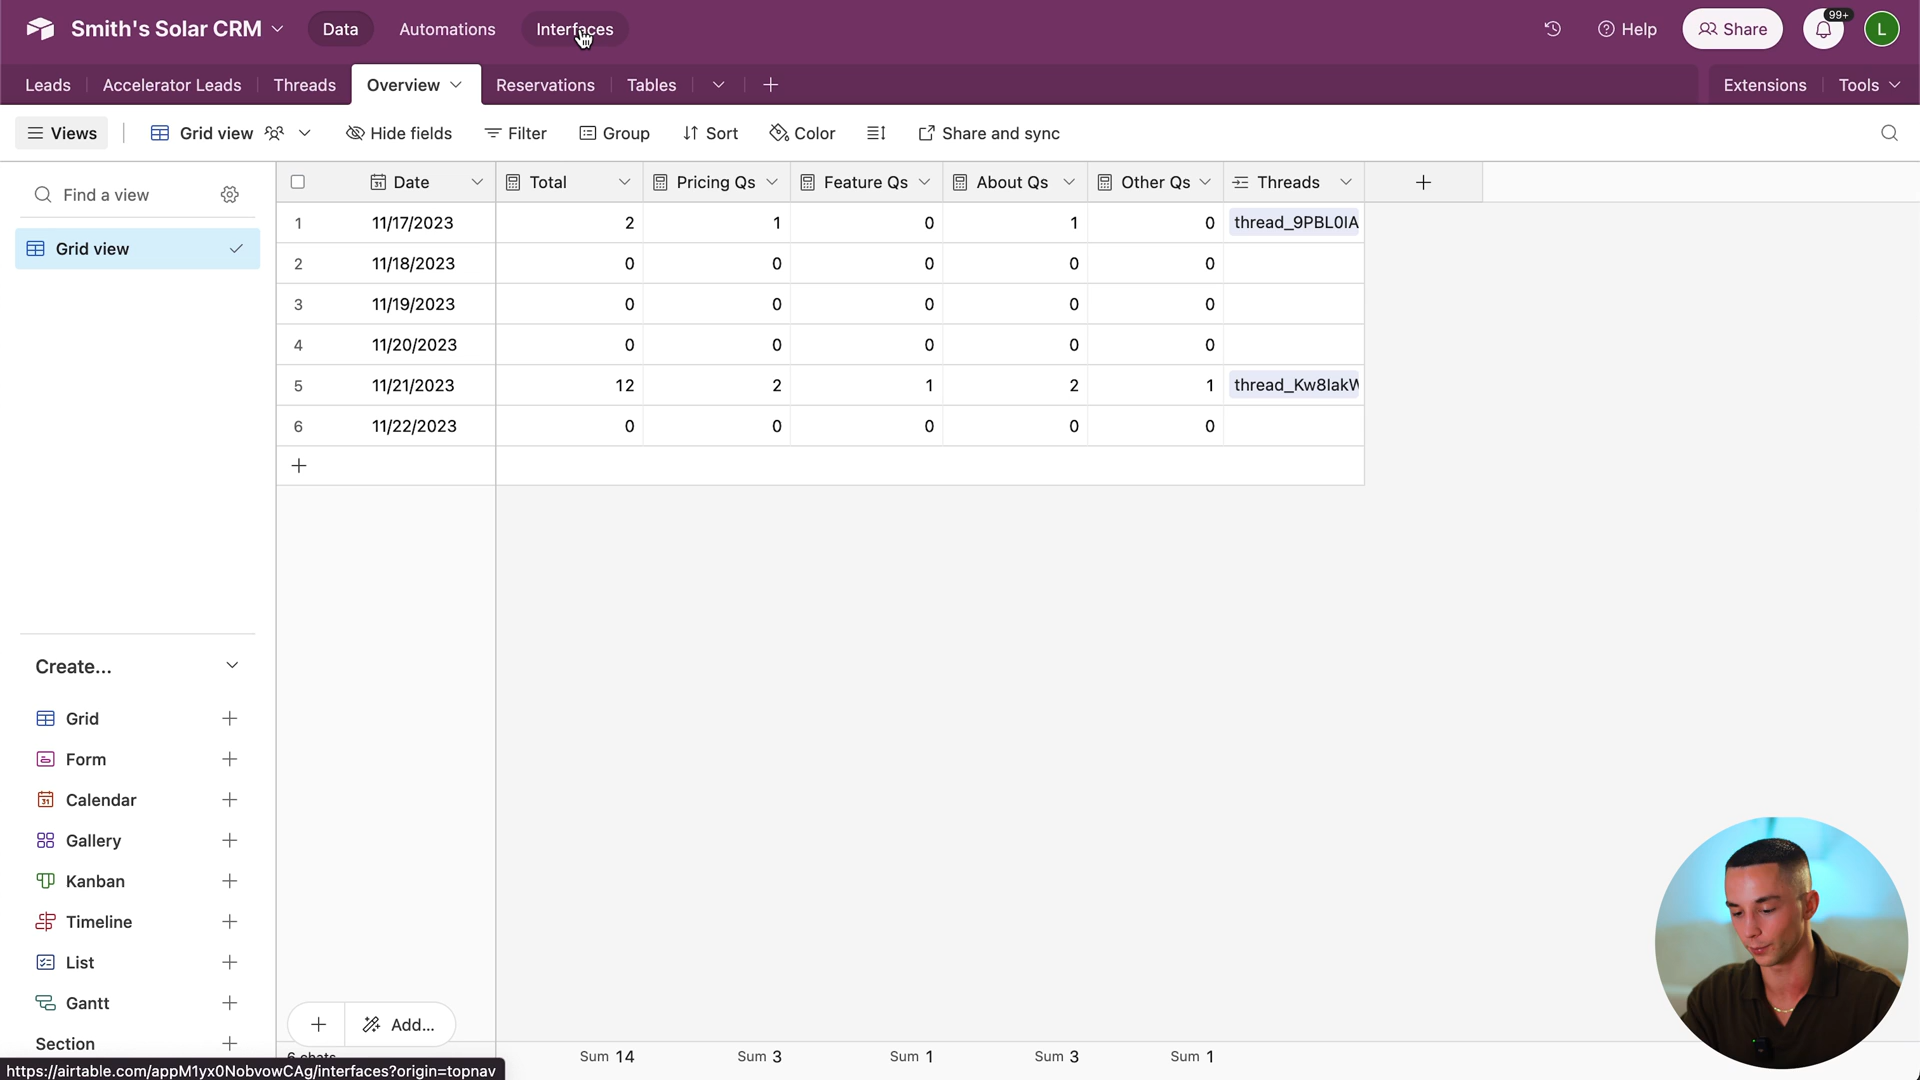 Smith's Solar CRM Data Automations Interfaces Help Share 99+ L
Leads Accelerator Leads Threads Overview Reservations Tables Extensions Tools
Views Grid view Hide fields Filter Group Sort Color Share and sync
Find a view
Grid view
Date Total Pricing Qs Feature Qs About Qs Other Qs Threads
1 11/17/2023 2 1 0 1 0 thread_9PBL0IA
2 11/18/2023 0 0 0 0 0
3 11/19/2023 0 0 0 0 0
4 11/20/2023 0 0 0 0 0
5 11/21/2023 12 2 1 2 1 thread_Kw8IakW
6 11/22/2023 0 0 0 0 0
Create...
Grid
Form
Calendar
Gallery
Kanban
Timeline
List
Gantt
Section
Add...
6 chats Sum 14 Sum 3 Sum 1 Sum 3 Sum 1
https://airtable.com/appM1yx0NobvowCAg/interfaces?origin=topnav